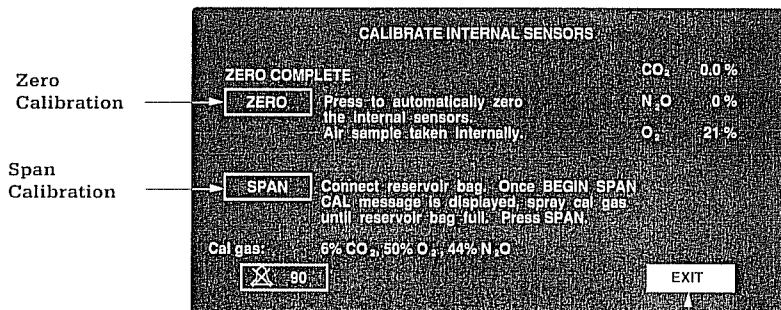 CALIBRATE INTERNAL SENSORS
ZERO COMPLETE
CO₂ 0.0 %
Zero
Calibration
ZERO
Press to automatically zero
the internal sensors.
Air sample taken internally.
N₂O 0 %
O₂ 21 %
Span
Calibration
SPAN
Connect reservoir bag. Once BEGIN SPAN
CAL message is displayed, spray cal gas
until reservoir bag full. Press SPAN.
Cal gas: 6% CO₂, 50% O₂, 44% N₂O
90
EXIT